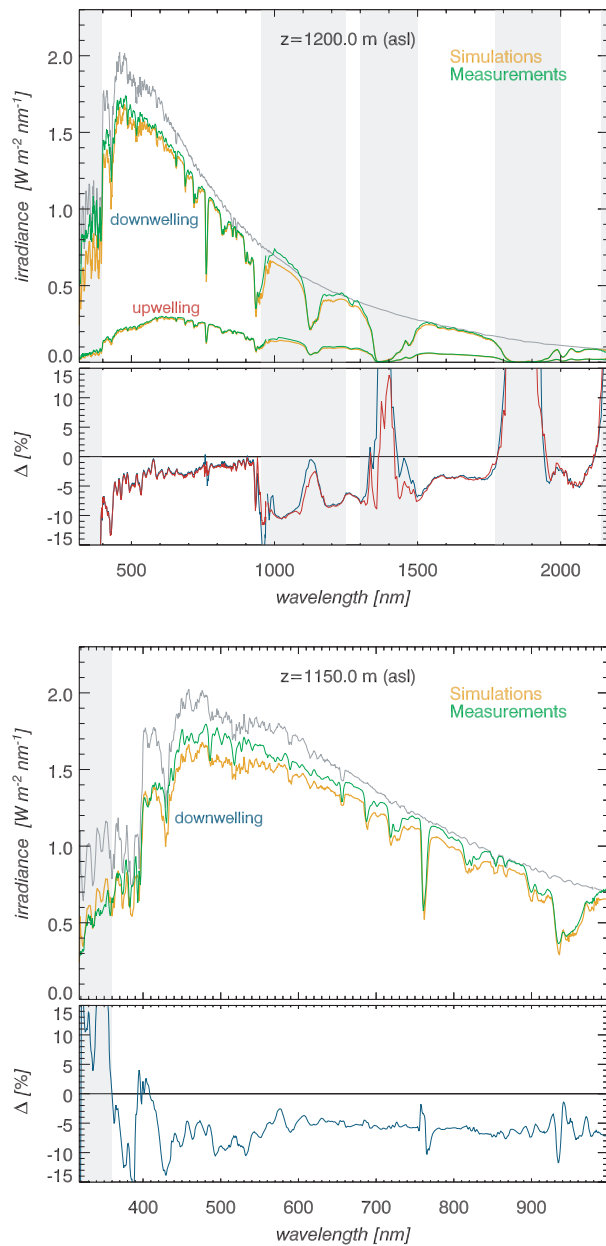 z=1200.0 m (asl)
Simulations
Measurements
2.0
1.5
1.0
0.5
0.0
irradiance [W m-2 nm-1]
downwelling
upwelling
15
10
5
0
-5
-10
-15
Δ [%]
500 1000 1500 2000
wavelength [nm]
z=1150.0 m (asl)
Simulations
Measurements
2.0
1.5
1.0
0.5
0.0
irradiance [W m-2 nm-1]
downwelling
15
10
5
0
-5
-10
-15
Δ [%]
400 500 600 700 800 900
wavelength [nm]